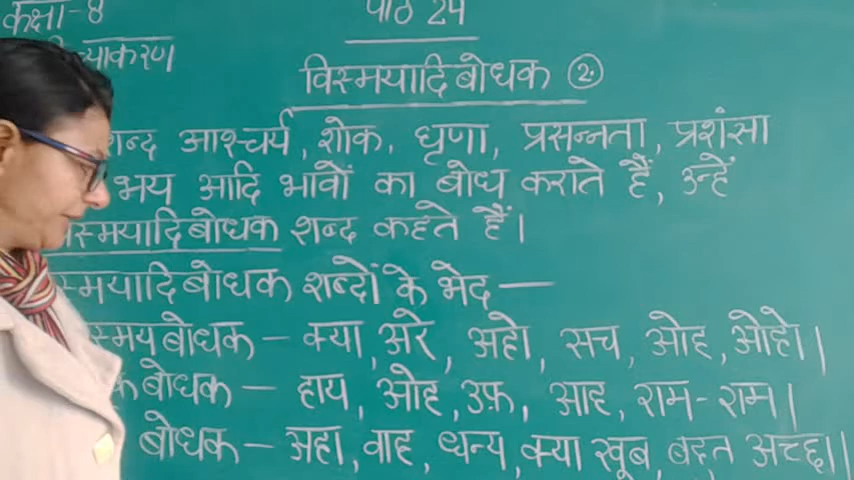 कक्षा-8
पाठ 24
व्याकरण
विस्मयादिबोधक ②
शब्द आश्चर्य, शोक, घृणा, प्रसन्नता, प्रशंसा
भय आदि भावों का बोध कराते हैं, उन्हें
विस्मयादिबोधक शब्द कहते हैं।
विस्मयादिबोधक शब्दों के भेद —
विस्मयबोधक - क्या, अरे, अहो, सच, ओह, ओहो।
बोधक - हाय, ओह, उफ़, आह, राम-राम।
बोधक - अहा, वाह, धन्य, क्या खूब, बहुत अच्छा।